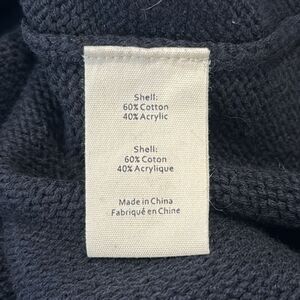 Shell:
60% Cotton
40% Acrylic
Shell:
60% Coton
40% Acrylique
Made in China
Fabriqué en Chine